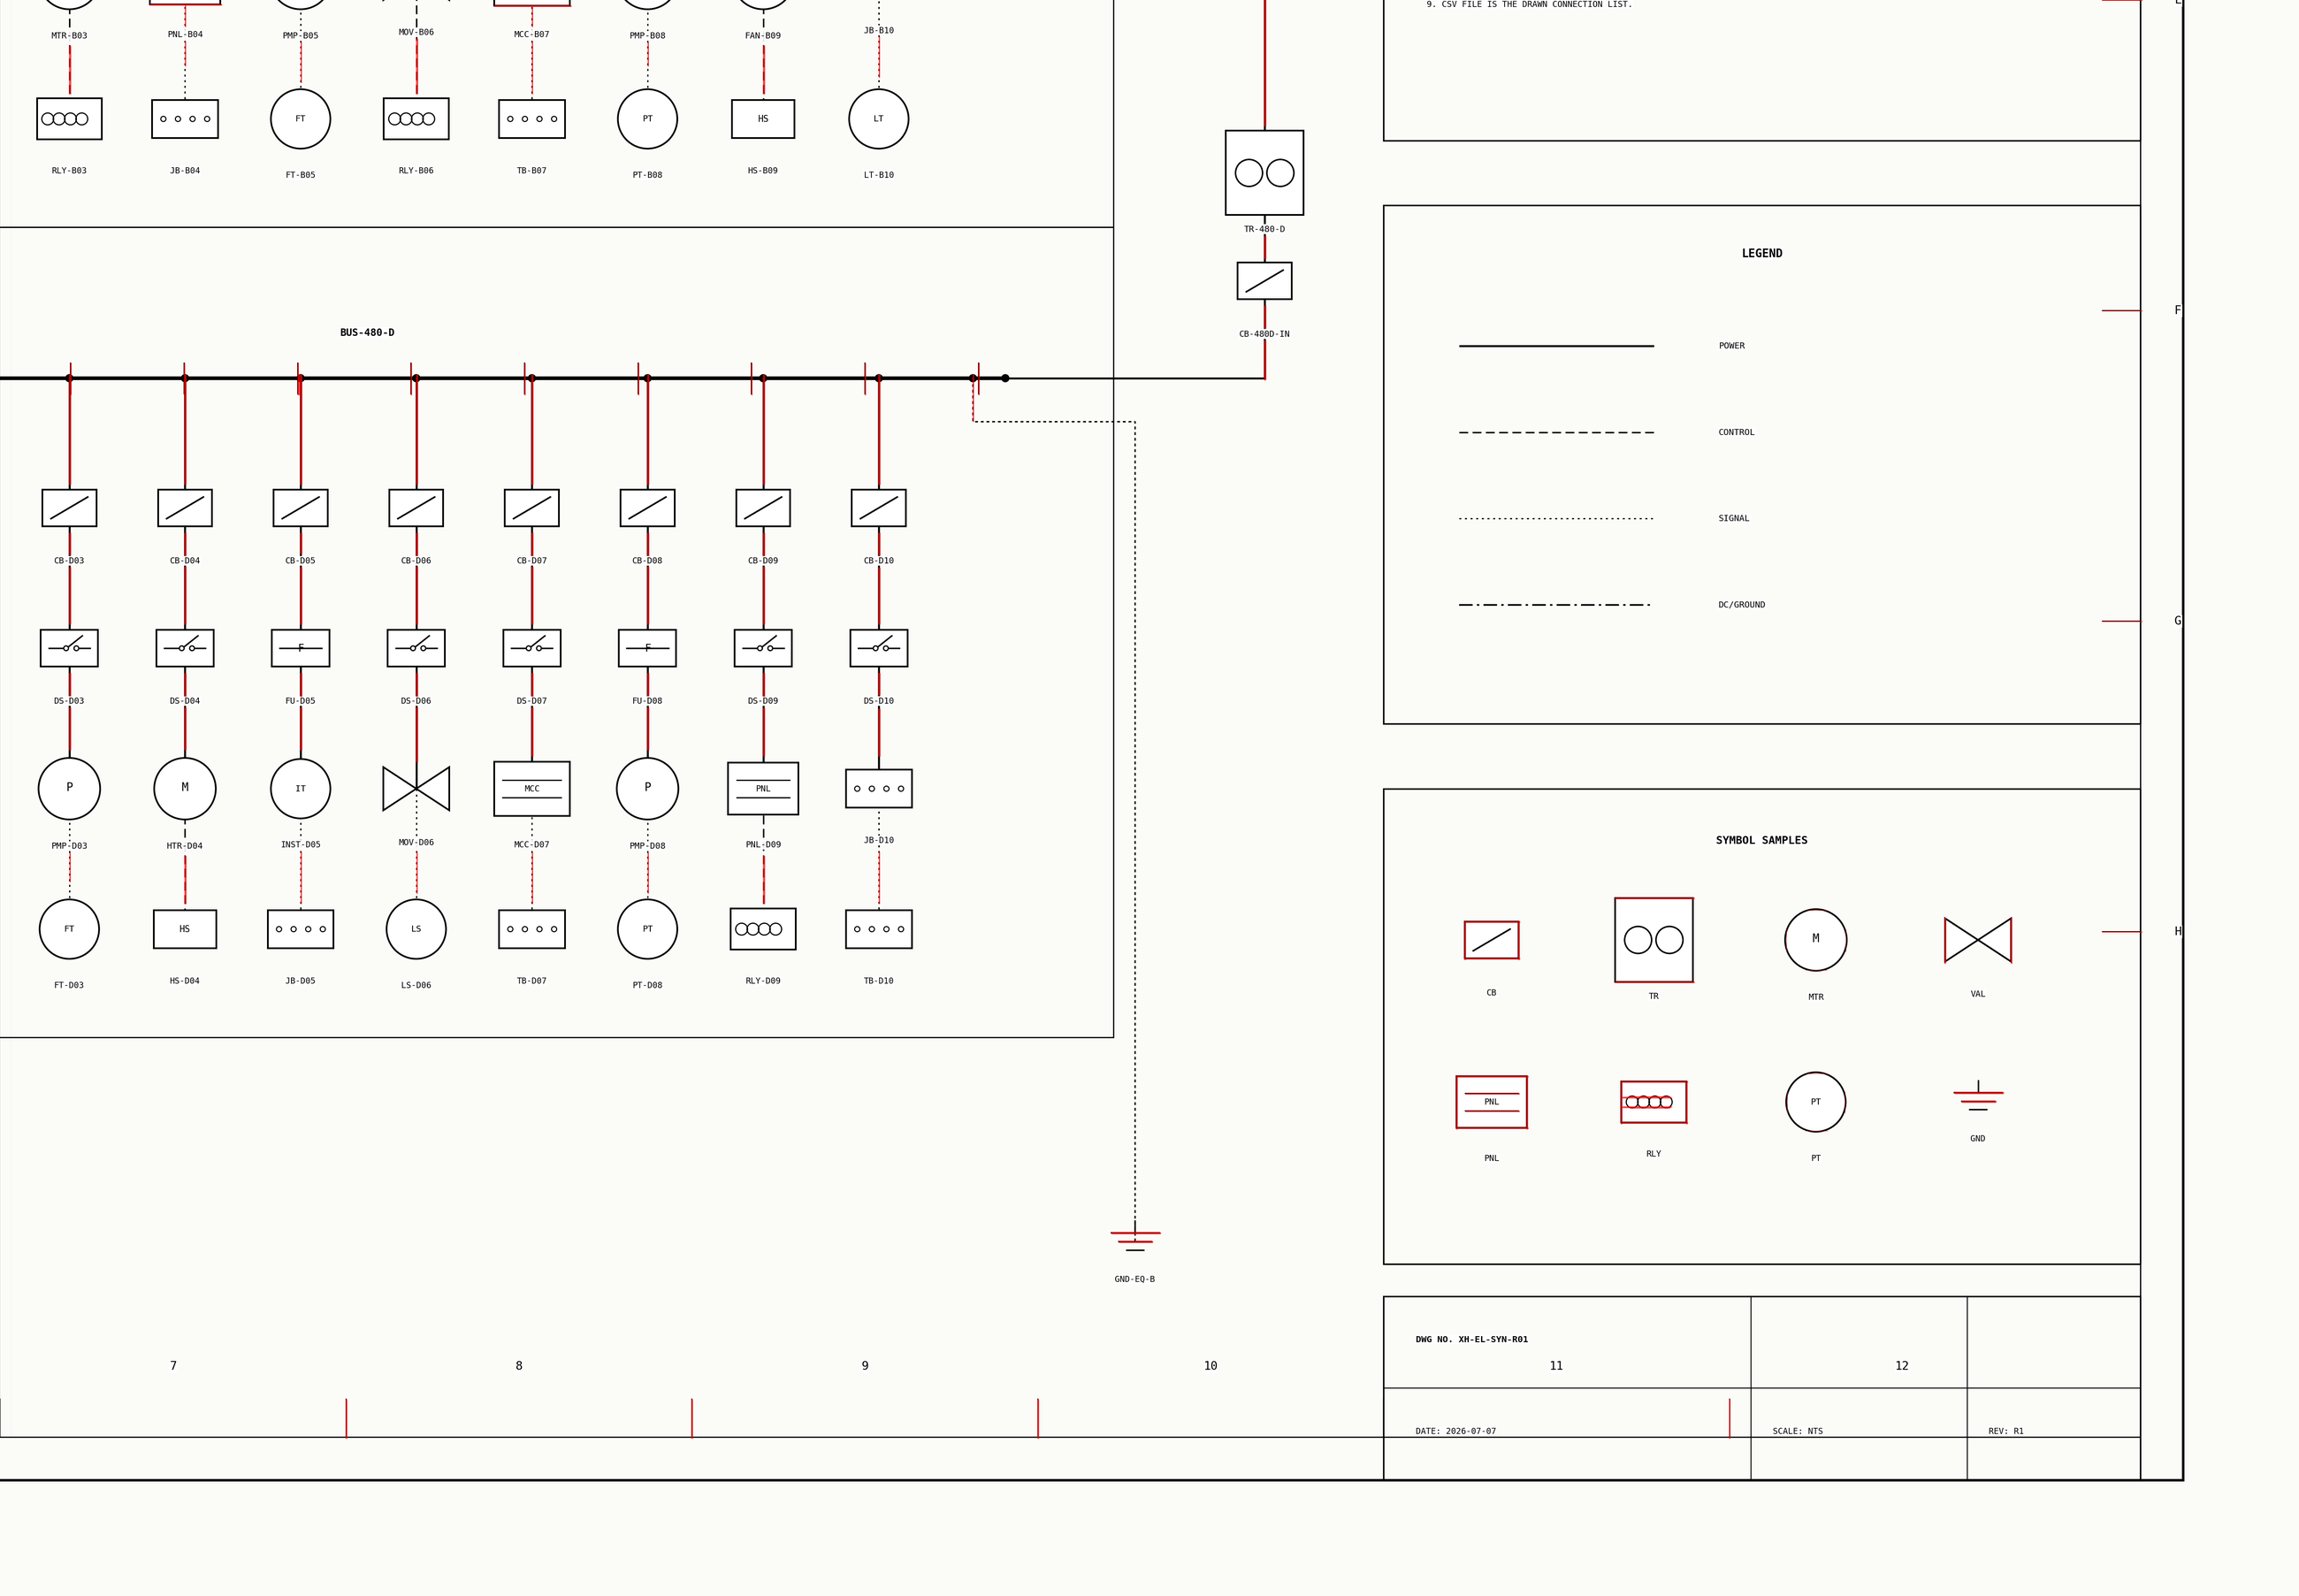 9. CSV FILE IS THE DRAWN CONNECTION LIST.
E
MTR-B03 PNL-B04 PMP-B05 MOV-B06 MCC-B07 PMP-B08 FAN-B09 JB-B10
FT PT HS LT
RLY-B03 JB-B04 FT-B05 RLY-B06 TB-B07 PT-B08 HS-B09 LT-B10
TR-480-D
CB-480D-IN
BUS-480-D
CB-D03 CB-D04 CB-D05 CB-D06 CB-D07 CB-D08 CB-D09 CB-D10
F F
DS-D03 DS-D04 FU-D05 DS-D06 DS-D07 FU-D08 DS-D09 DS-D10
P M IT MCC P PNL
PMP-D03 HTR-D04 INST-D05 MOV-D06 MCC-D07 PMP-D08 PNL-D09 JB-D10
FT HS LS PT
FT-D03 HS-D04 JB-D05 LS-D06 TB-D07 PT-D08 RLY-D09 TB-D10
GND-EQ-B
LEGEND
POWER
CONTROL
SIGNAL
DC/GROUND
F
G
H
SYMBOL SAMPLES
M
CB TR MTR VAL
PNL PT
PNL RLY PT GND
DWG NO. XH-EL-SYN-R01
7 8 9 10 11 12
DATE: 2026-07-07 SCALE: NTS REV: R1